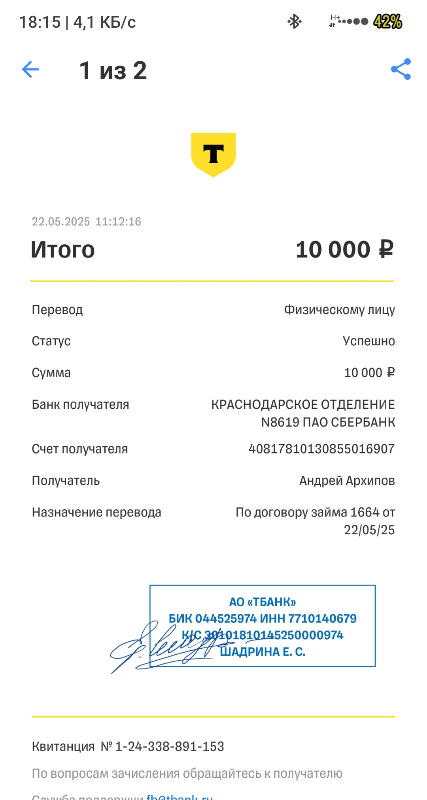 18:15 | 4,1 КБ/с
H+
42%
1 из 2
T
22.05.2025 11:12:16
Итого 10 000 ₽
Перевод Физическому лицу
Статус Успешно
Сумма 10 000 ₽
Банк получателя КРАСНОДАРСКОЕ ОТДЕЛЕНИЕ
N8619 ПАО СБЕРБАНК
Счет получателя 40817810130855016907
Получатель Андрей Архипов
Назначение перевода По договору займа 1664 от
22/05/25
АО «ТБАНК»
БИК 044525974 ИНН 7710140679
К/С 30101810145250000974
ШАДРИНА Е. С.
Квитанция № 1-24-338-891-153
По вопросам зачисления обращайтесь к получателю
Служба поддержки fb@tbank.ru